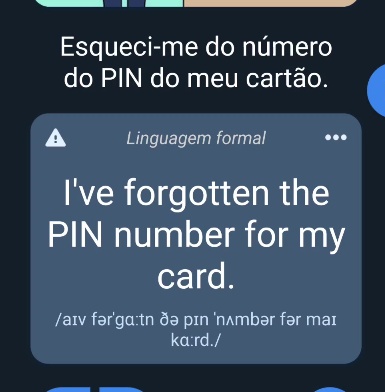 Esqueci-me do número
do PIN do meu cartão.
Linguagem formal
I've forgotten the
PIN number for my
card.
/aɪv fərˈgɑːtn ðə pɪn ˈnʌmbər fər maɪ
kɑːrd./